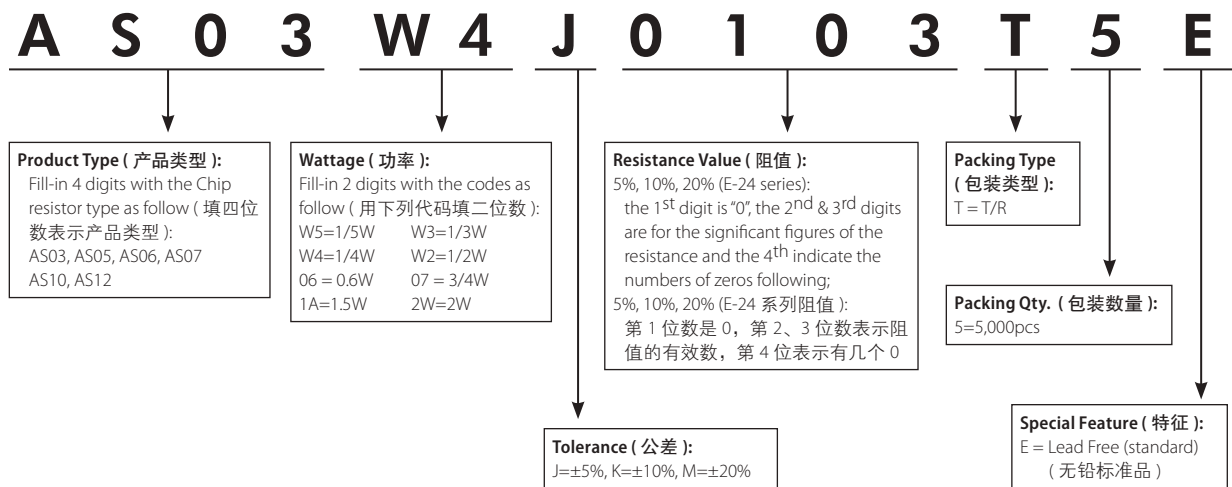 A S 0 3 W 4 J 0 1 0 3 T 5 E
Product Type ( 产品类型 ):
Fill-in 4 digits with the Chip
resistor type as follow ( 填四位
数表示产品类型 ):
AS03, AS05, AS06, AS07
AS10, AS12
Wattage ( 功率 ):
Fill-in 2 digits with the codes as
follow ( 用下列代码填二位数 ):
W5=1/5W W3=1/3W
W4=1/4W W2=1/2W
06 = 0.6W 07 = 3/4W
1A=1.5W 2W=2W
Resistance Value ( 阻值 ):
5%, 10%, 20% (E-24 series):
the 1st digit is "0", the 2nd & 3rd digits
are for the significant figures of the
resistance and the 4th indicate the
numbers of zeros following;
5%, 10%, 20% (E-24 系列阻值 ):
第 1 位数是 0，第 2、3 位数表示阻
值的有效数，第 4 位表示有几个 0
Packing Type
( 包装类型 ):
T = T/R
Packing Qty. ( 包装数量 ):
5=5,000pcs
Tolerance ( 公差 ):
J=±5%, K=±10%, M=±20%
Special Feature ( 特征 ):
E = Lead Free (standard)
( 无铅标准品 )